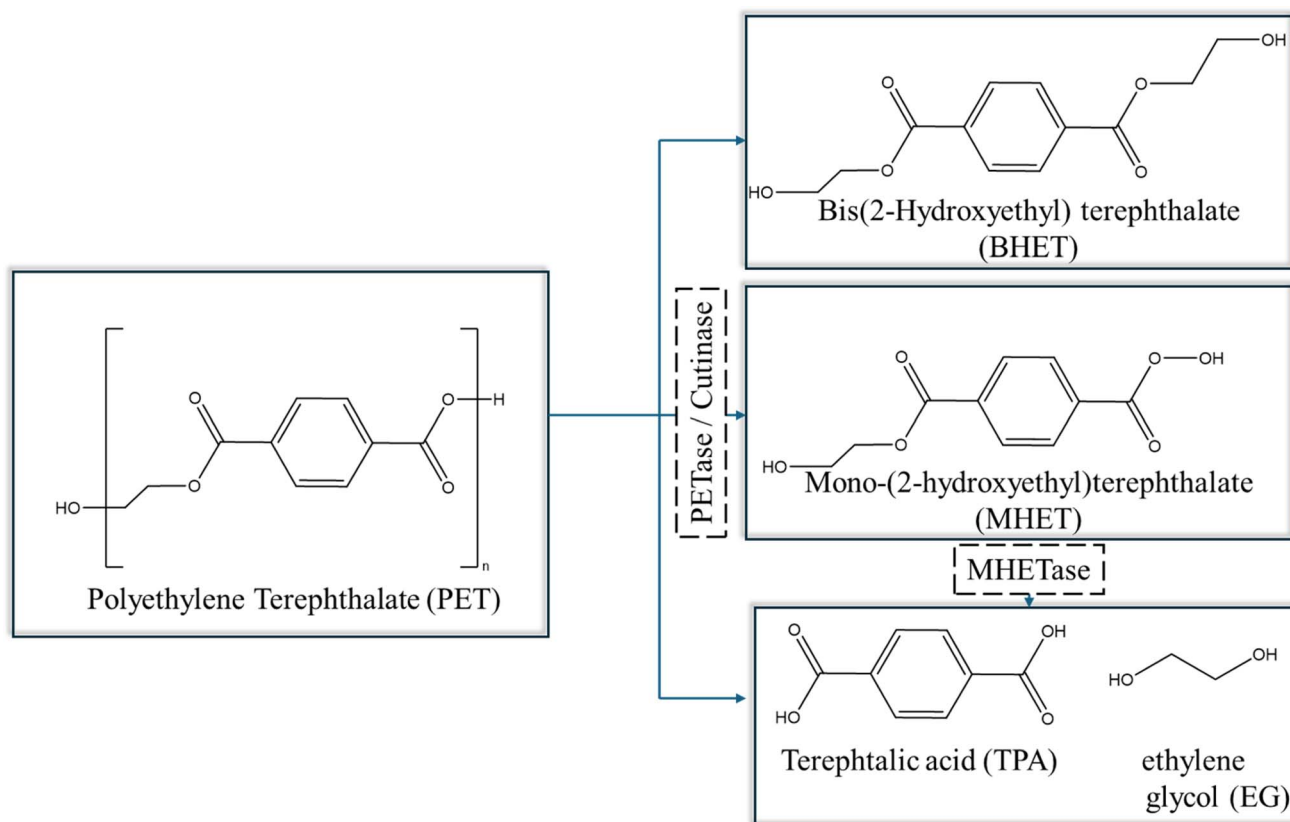 OH
O
O
O
O
HO
Bis(2-Hydroxyethyl) terephthalate
(BHET)
PETase / Cutinase
O
O
H
O
O
HO
n
Polyethylene Terephthalate (PET)
O
O
OH
O
O
HO
Mono-(2-hydroxyethyl)terephthalate
(MHET)
MHETase
O
OH
HO
O
OH
HO
Terephtalic acid (TPA)
ethylene
glycol (EG)